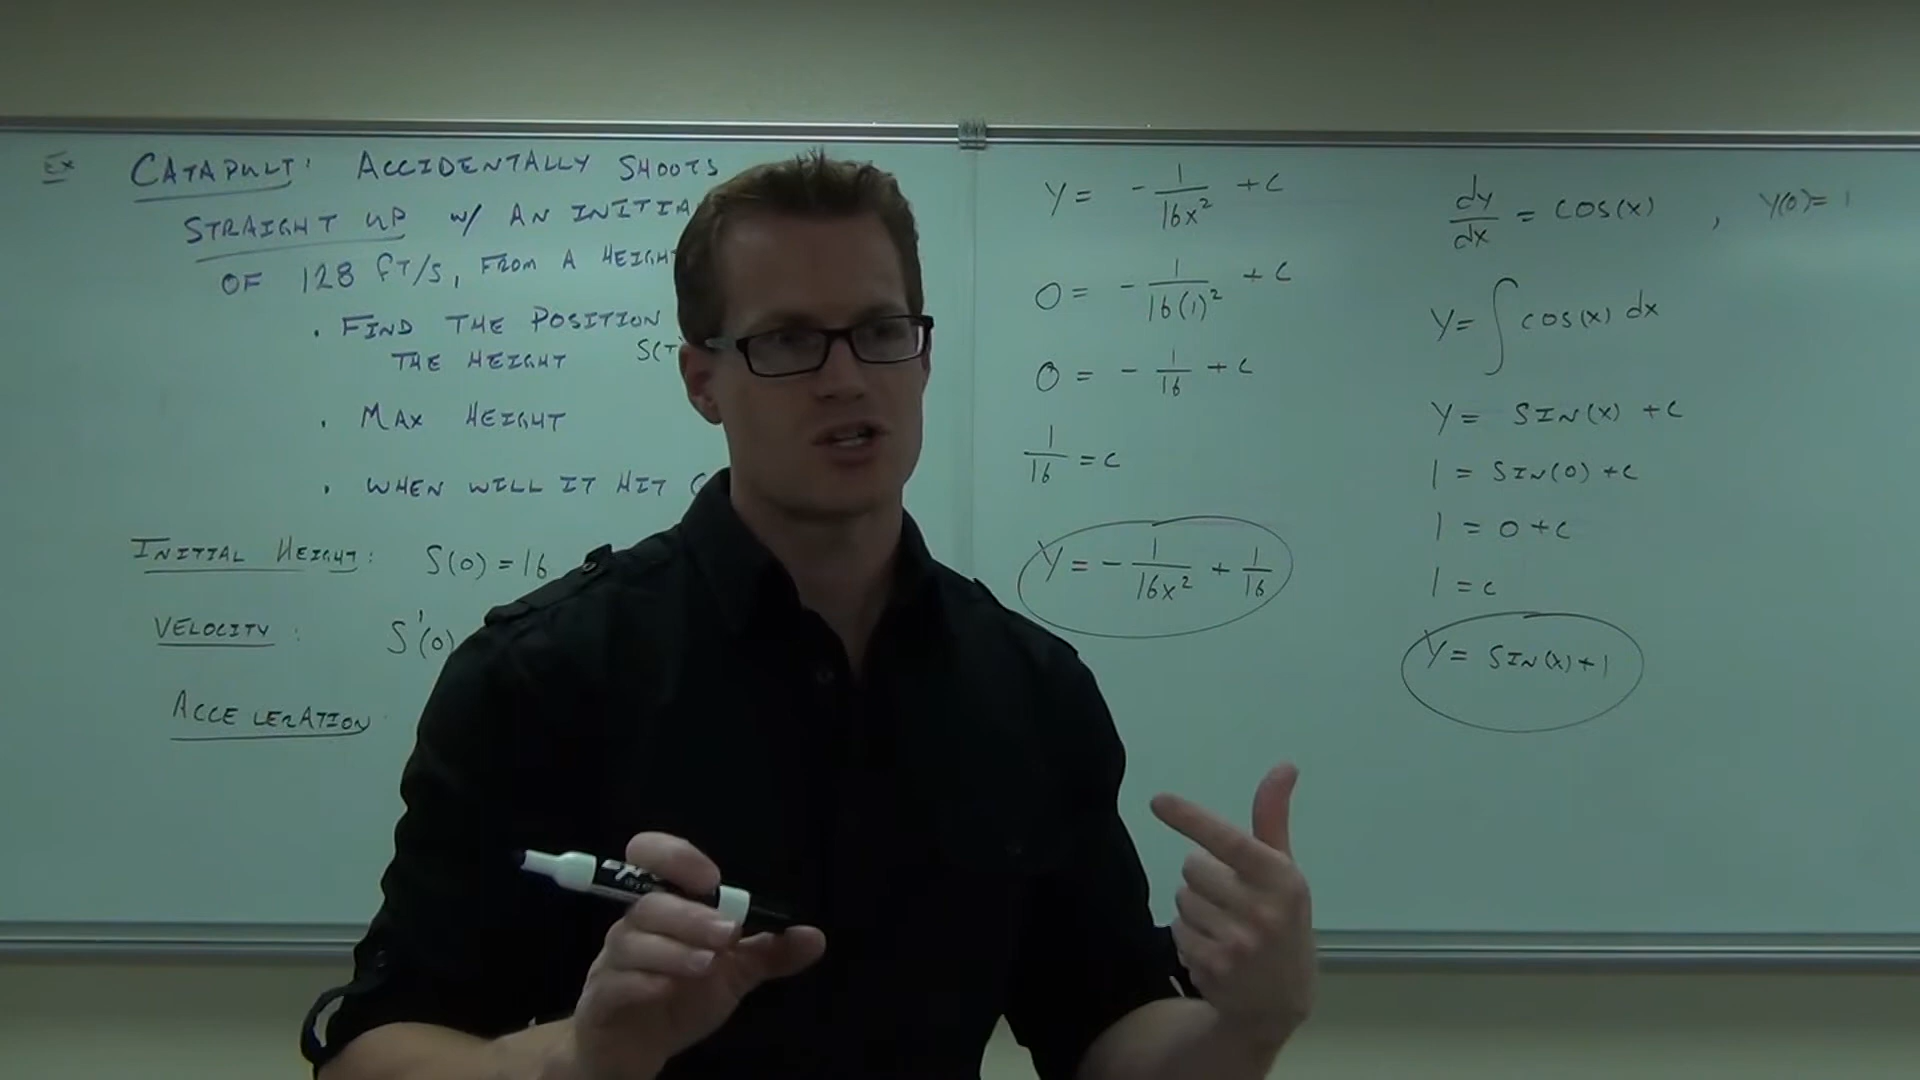 Ex CATAPULT: ACCIDENTALLY SHOOTS
STRAIGHT UP w/ AN INITIA
OF 128 FT/S, FROM A HEIGHT
. FIND THE POSITION
THE HEIGHT S(T
. MAX HEIGHT
. WHEN WILL IT HIT
INITIAL HEIGHT: S(0) = 16
VELOCITY: S'(0)
ACCELERATION
Y = - 1/16x² + C
0 = - 1/16(1)² + C
0 = - 1/16 + C
1/16 = C
Y = - 1/16x² + 1/16
dy/dx = COS(X), Y(0) = 1
Y = ∫ COS(X) dx
Y = SIN(X) + C
1 = SIN(0) + C
1 = 0 + C
1 = C
Y = SIN(X) + 1